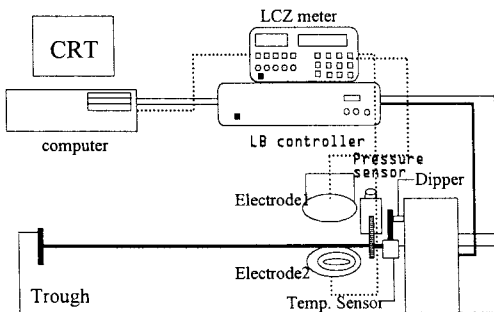 LCZ meter
CRT
computer
LB controller
Pressure
sensor
Dipper
Electrode1
Electrode2
Temp. Sensor
Trough